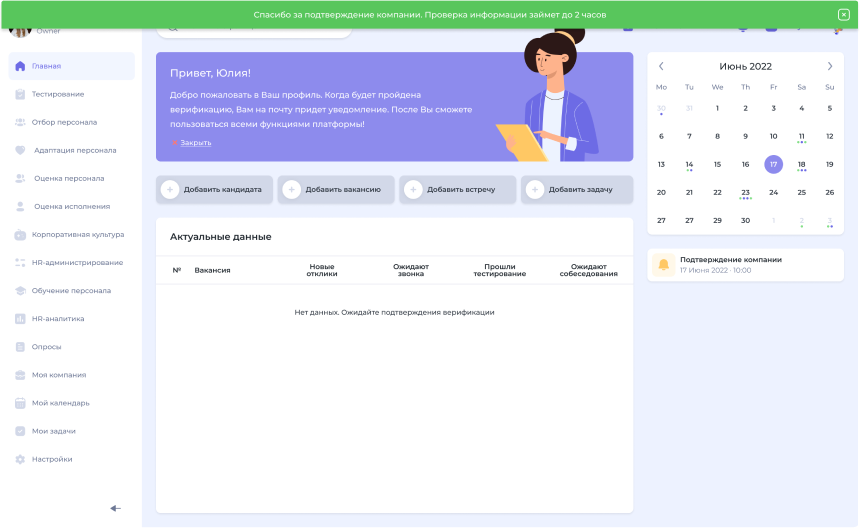 Спасибо за подтверждение компании. Проверка информации займет до 2 часов
Owner
Главная
Тестирование
Отбор персонала
Адаптация персонала
Оценка персонала
Оценка исполнения
Корпоративная культура
HR-администрирование
Обучение персонала
HR-аналитика
Опросы
Моя компания
Мой календарь
Мои задачи
Настройки
Привет, Юлия!
Добро пожаловать в Ваш профиль. Когда будет пройдена
верификацию, Вам на почту придет уведомление. После Вы сможете
пользоваться всеми функциями платформы!
Закрыть
Добавить кандидата
Добавить вакансию
Добавить встречу
Добавить задачу
Актуальные данные
№ Вакансия Новые отклики Ожидают звонка Прошли тестирование Ожидают собеседования
Нет данных. Ожидайте подтверждения верификации
Июнь 2022
Mo Tu We Th Fr Sa Su
30 31 1 2 3 4 5
6 7 8 9 10 11 12
13 14 15 16 17 18 19
20 21 22 23 24 25 26
27 27 29 30 1 2 3
Подтверждение компании
17 Июня 2022 · 10:00